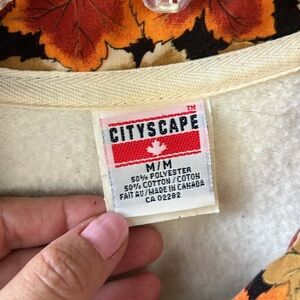 TM
CITYSCAPE
M/M
50% POLYESTER
50% COTTON/COTON
FAIT AU/MADE IN CANADA
CA 02282